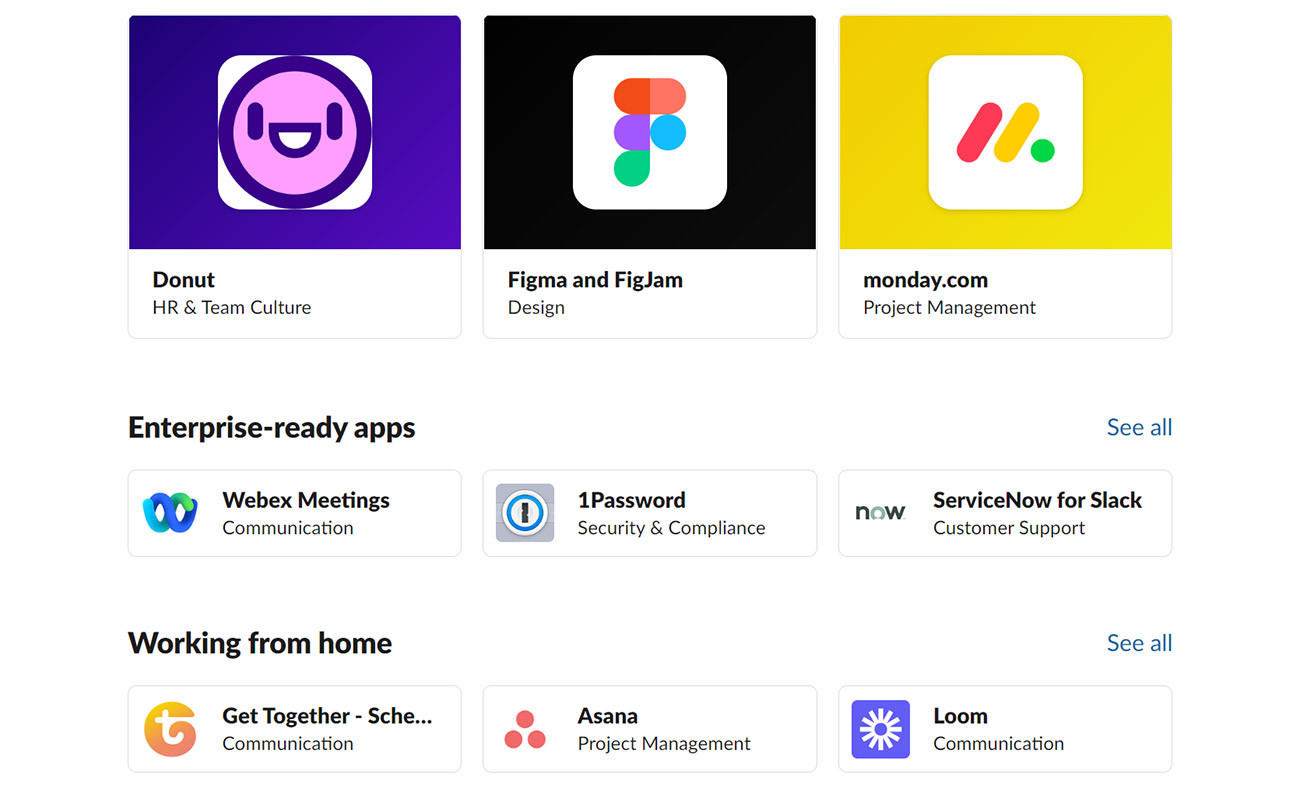 Donut
HR & Team Culture
Figma and FigJam
Design
monday.com
Project Management
Enterprise-ready apps
See all
Webex Meetings
Communication
1Password
Security & Compliance
now
ServiceNow for Slack
Customer Support
Working from home
See all
Get Together - Sche...
Communication
Asana
Project Management
Loom
Communication